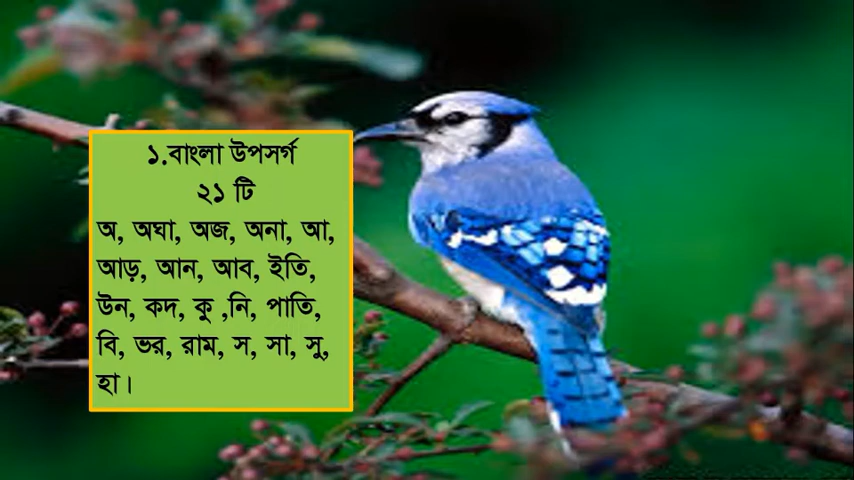 ১.বাংলা উপসর্গ
২১ টি
অ, অঘা, অজ, অনা, আ,
আড়, আন, আব, ইতি,
উন, কদ, কু ,নি, পাতি,
বি, ভর, রাম, স, সা, সু,
হা।